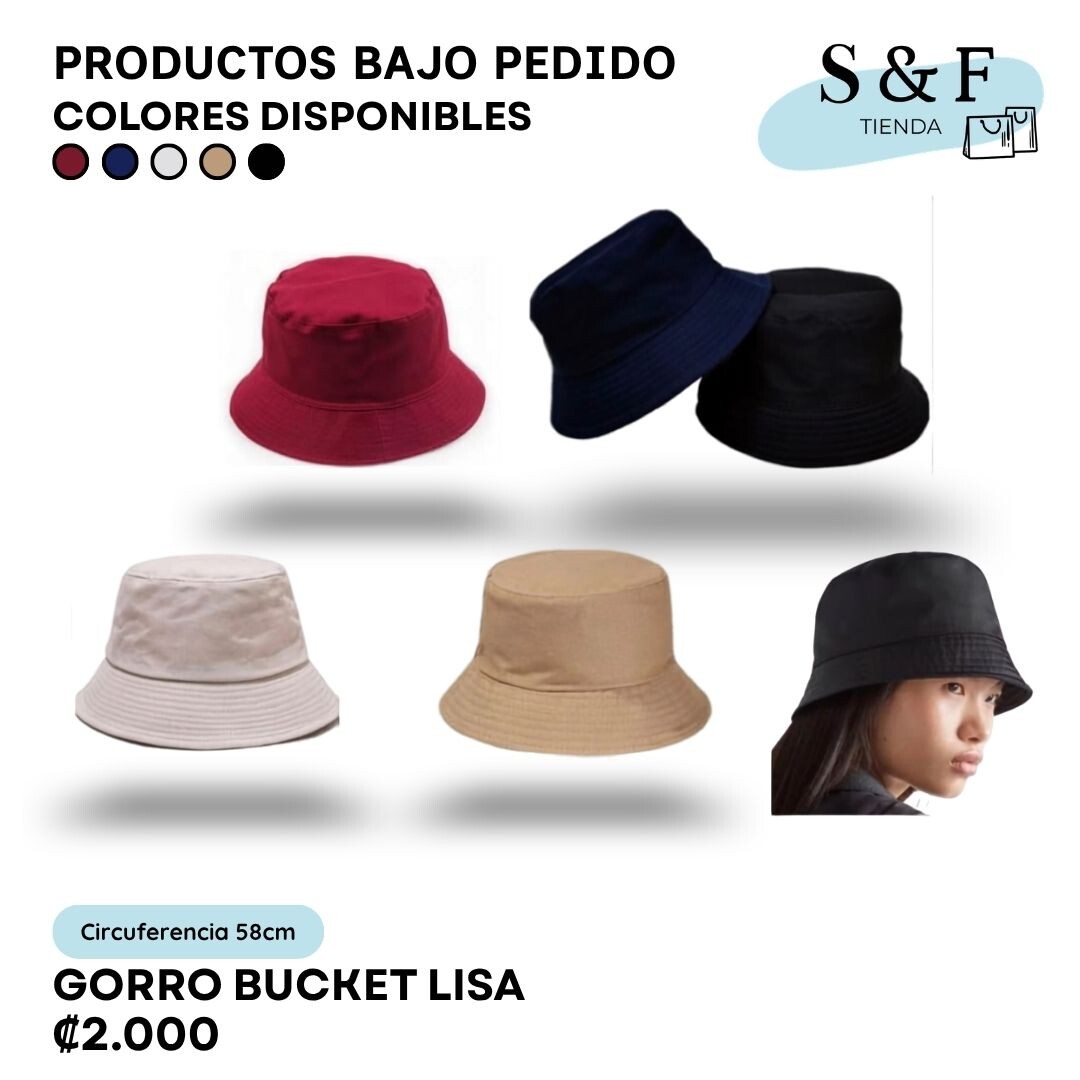 PRODUCTOS BAJO PEDIDO
COLORES DISPONIBLES
S & F
TIENDA
Circuferencia 58cm
GORRO BUCKET LISA
₡2.000